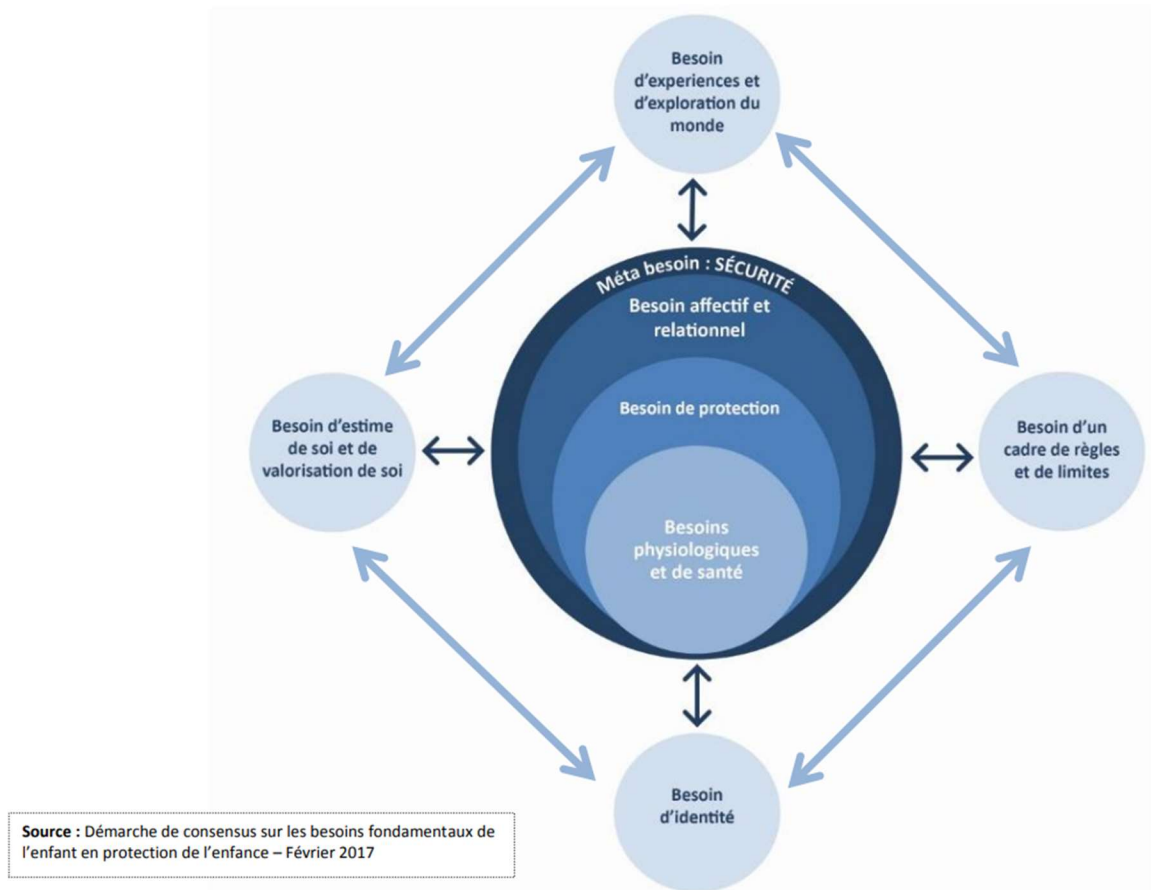 Besoin
d'experiences et
d'exploration du
monde
Méta besoin : SÉCURITÉ
Besoin affectif et
relationnel
Besoin de protection
Besoin d'estime
de soi et de
valorisation de soi
Besoin d'un
cadre de règles
et de limites
Besoins
physiologiques
et de santé
Besoin
d'identité
Source : Démarche de consensus sur les besoins fondamentaux de
l'enfant en protection de l'enfance – Février 2017